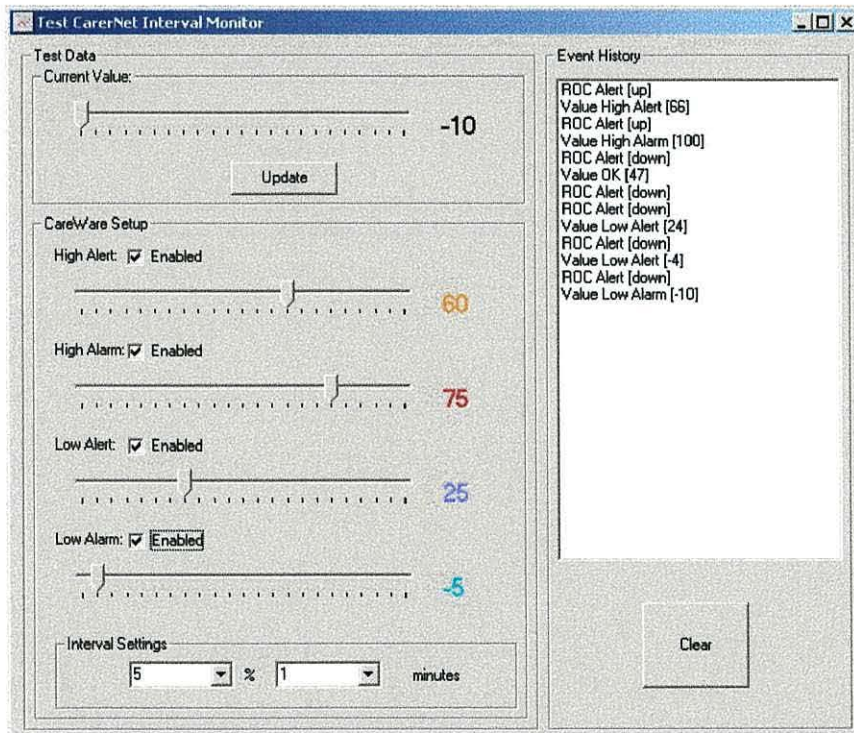 Test CarerNet Interval Monitor
Test Data
Current Value:
-10
Update
CareWare Setup
High Alert: Enabled
60
High Alarm: Enabled
75
Low Alert: Enabled
25
Low Alarm: Enabled
-5
Interval Settings
5 % 1 minutes
Event History
ROC Alert [up]
Value High Alert [66]
ROC Alert [up]
Value High Alarm [100]
ROC Alert [down]
Value OK [47]
ROC Alert [down]
ROC Alert [down]
Value Low Alert [24]
ROC Alert [down]
Value Low Alert [-4]
ROC Alert [down]
Value Low Alarm [-10]
Clear